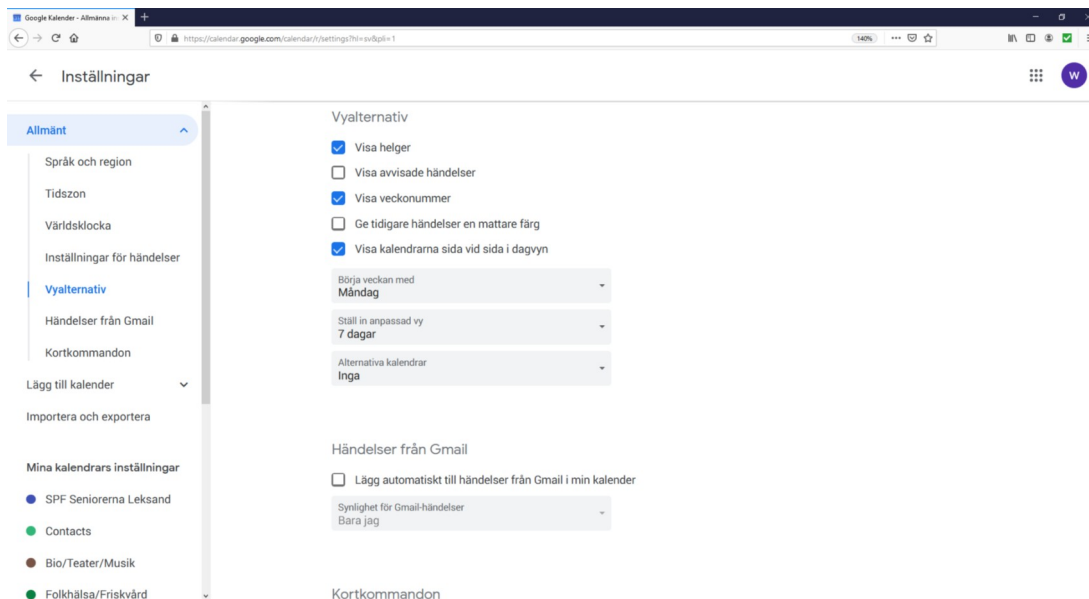 Google Kalender - Allmänna in
https://calendar.google.com/calendar/r/settings?hl=sv&pli=1
140%
Inställningar
W
Allmänt
Språk och region
Tidszon
Världsklocka
Inställningar för händelser
Vyalternativ
Händelser från Gmail
Kortkommandon
Lägg till kalender
Importera och exportera
Mina kalendrars inställningar
SPF Seniorerna Leksand
Contacts
Bio/Teater/Musik
Folkhälsa/Friskvård
Vyalternativ
Visa helger
Visa avvisade händelser
Visa veckonummer
Ge tidigare händelser en mattare färg
Visa kalendrarna sida vid sida i dagvyn
Börja veckan med
Måndag
Ställ in anpassad vy
7 dagar
Alternativa kalendrar
Inga
Händelser från Gmail
Lägg automatiskt till händelser från Gmail i min kalender
Synlighet för Gmail-händelser
Bara jag
Kortkommandon